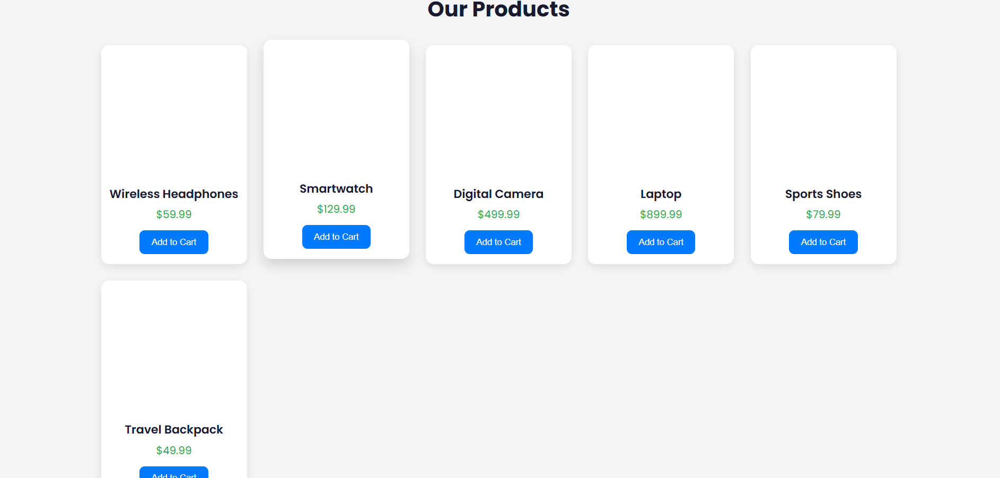 Our Products
Wireless Headphones
$59.99
Add to Cart
Smartwatch
$129.99
Add to Cart
Digital Camera
$499.99
Add to Cart
Laptop
$899.99
Add to Cart
Sports Shoes
$79.99
Add to Cart
Travel Backpack
$49.99
Add to Cart